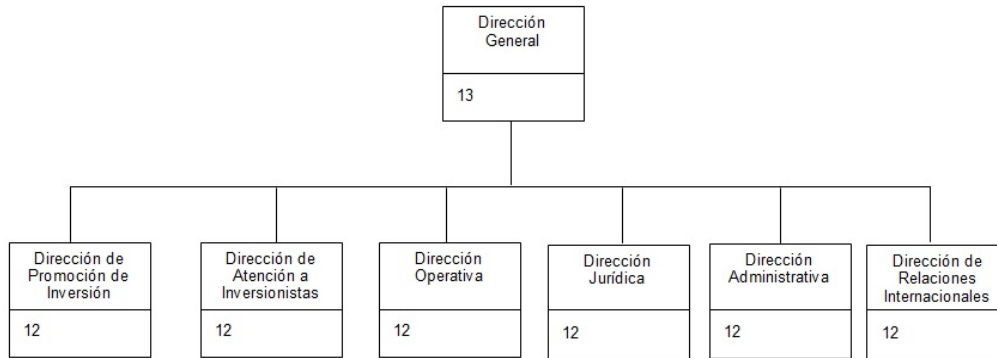 Dirección
General
13
Dirección de
Promoción de
Inversión
12
Dirección de
Atención a
Inversionistas
12
Dirección
Operativa
12
Dirección
Jurídica
12
Dirección
Administrativa
12
Dirección de
Relaciones
Internacionales
12